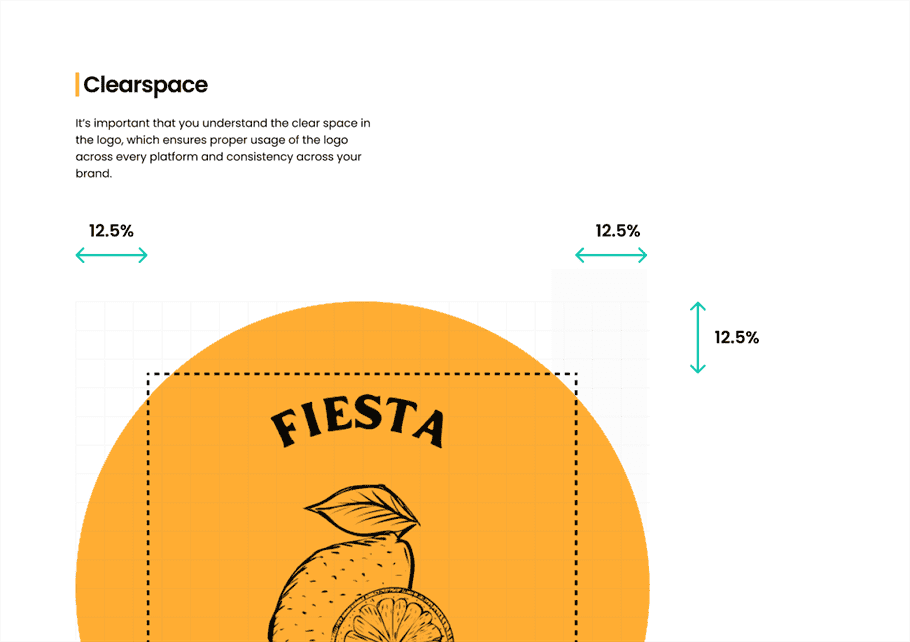 Clearspace
It's important that you understand the clear space in
the logo, which ensures proper usage of the logo
across every platform and consistency across your
brand.
12.5%
12.5%
12.5%
FIESTA